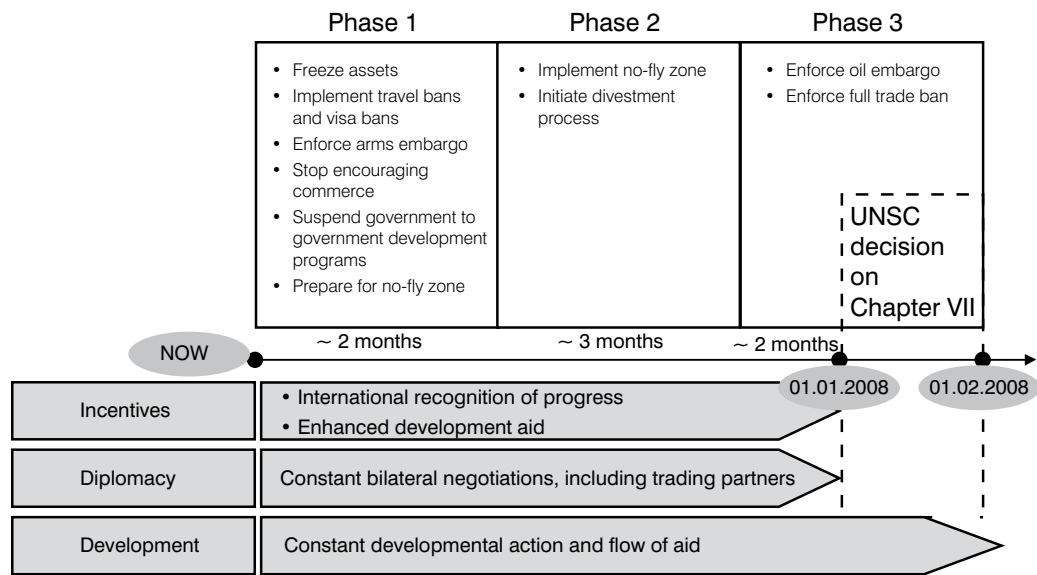 Phase 1
Phase 2
Phase 3
• Freeze assets
• Implement travel bans
and visa bans
• Enforce arms embargo
• Stop encouraging
commerce
• Suspend government to
government development
programs
• Prepare for no-fly zone
• Implement no-fly zone
• Initiate divestment
process
• Enforce oil embargo
• Enforce full trade ban
UNSC
decision
on
Chapter VII
NOW
~ 2 months
~ 3 months
~ 2 months
01.01.2008
01.02.2008
Incentives
• International recognition of progress
• Enhanced development aid
Diplomacy
Constant bilateral negotiations, including trading partners
Development
Constant developmental action and flow of aid